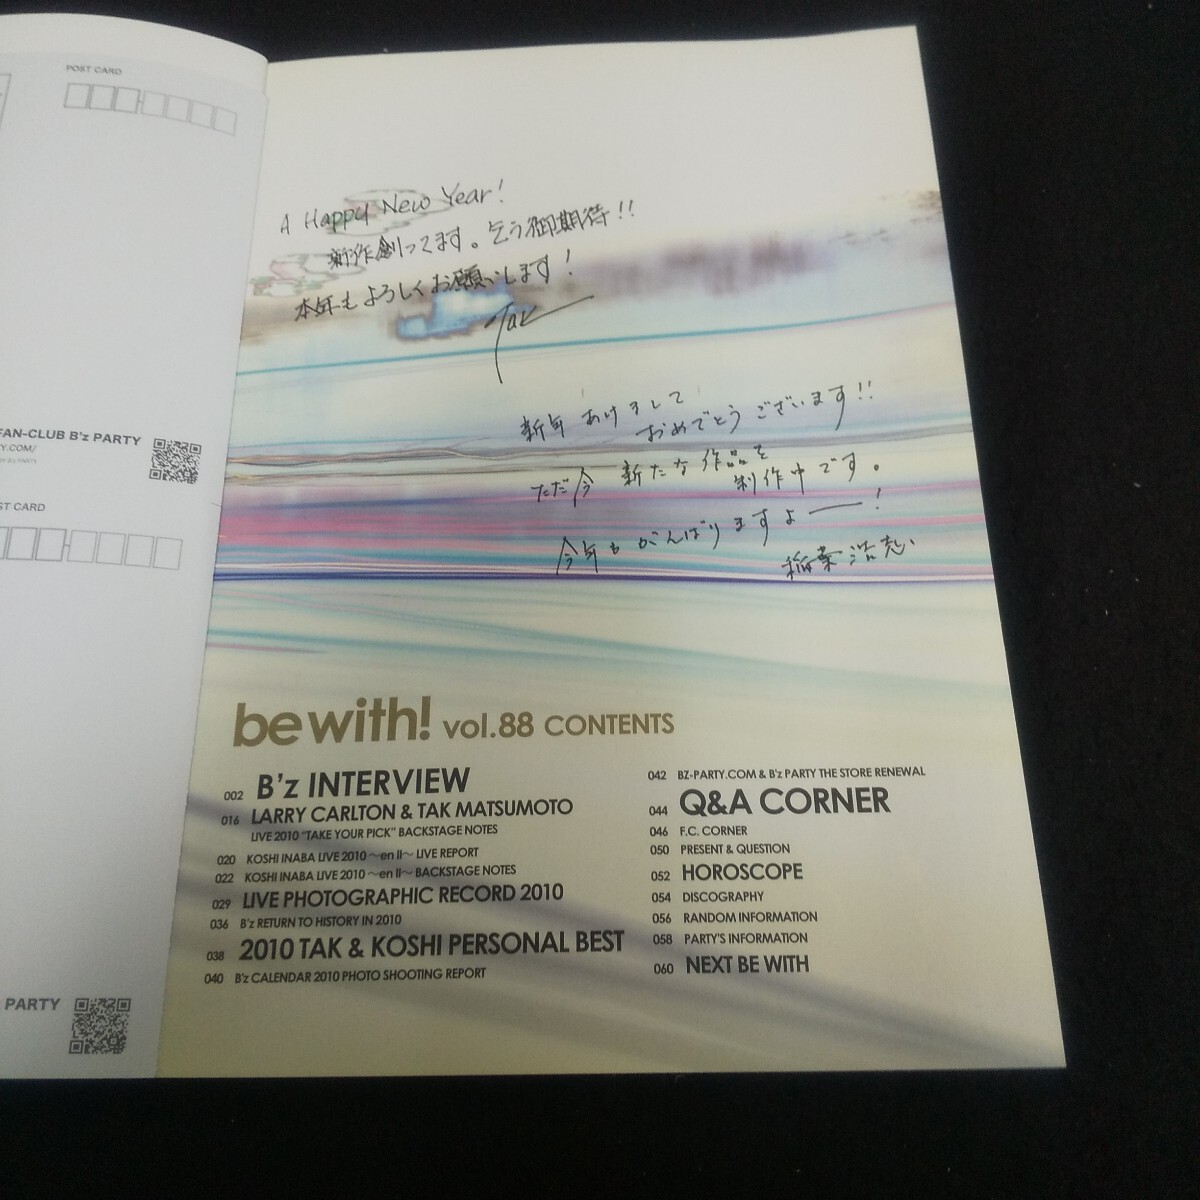 POST CARD
FAN-CLUB B'z PARTY
Y.COM/
ST CARD
PARTY
A Happy New Year!
新作創ってます。乞う御期待!!
本年もよろしくお願いします!
Tak
新年 あけまして
おめでとうございます!!
ただ今 新たな作品を
制作中です。
今年もがんばりますよー!
稲葉浩志
be with! vol.88 CONTENTS
002 B'z INTERVIEW
016 LARRY CARLTON & TAK MATSUMOTO
LIVE 2010 "TAKE YOUR PICK" BACKSTAGE NOTES
020 KOSHI INABA LIVE 2010 ~en II~ LIVE REPORT
022 KOSHI INABA LIVE 2010 ~en II~ BACKSTAGE NOTES
029 LIVE PHOTOGRAPHIC RECORD 2010
036 B'z RETURN TO HISTORY IN 2010
038 2010 TAK & KOSHI PERSONAL BEST
040 B'z CALENDAR 2010 PHOTO SHOOTING REPORT
042 BZ-PARTY.COM & B'z PARTY THE STORE RENEWAL
044 Q&A CORNER
046 F.C. CORNER
050 PRESENT & QUESTION
052 HOROSCOPE
054 DISCOGRAPHY
056 RANDOM INFORMATION
058 PARTY'S INFORMATION
060 NEXT BE WITH